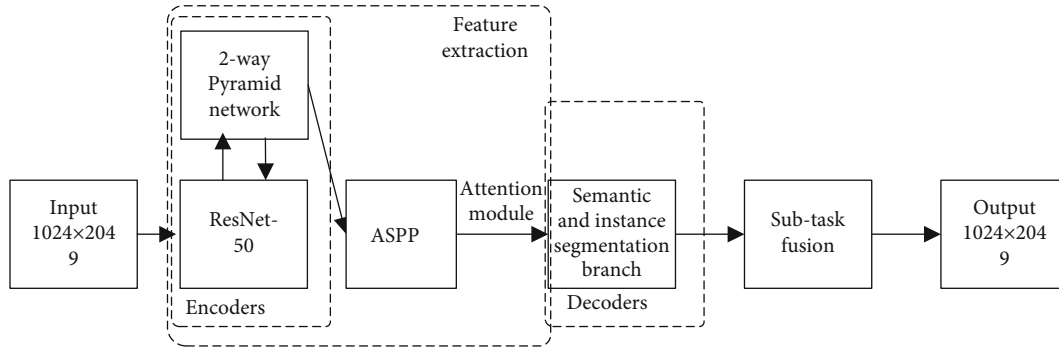 Feature
extraction
2-way
Pyramid
network
Input
1024×204
9
ResNet-
50
Encoders
ASPP
Attention
module
Semantic
and instance
segmentation
branch
Decoders
Sub-task
fusion
Output
1024×204
9